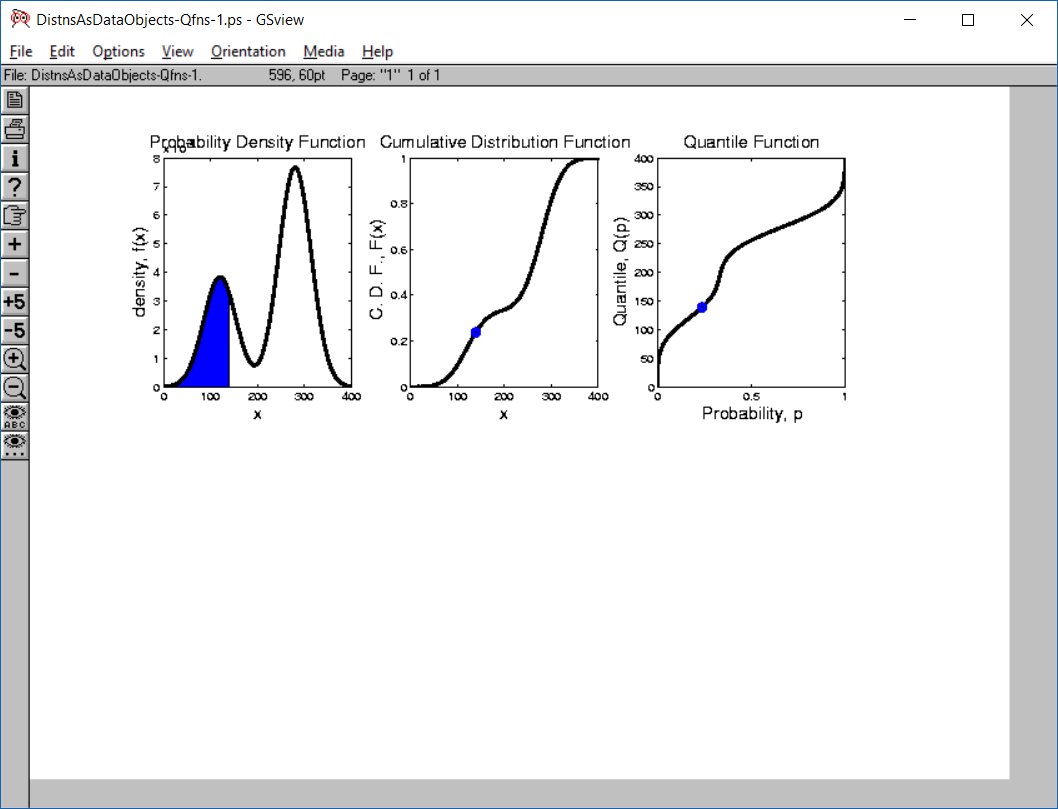 DistnsAsDataObjects-Qfns-1.ps - GSview
File Edit Options View Orientation Media Help
File: DistnsAsDataObjects-Qfns-1. 596, 60pt Page: "1" 1 of 1
i
?
+
-
+5
-5
ABC
Probability Density Function
8
7
6
5
4
3
2
1
0
density, f(x)
0 100 200 300 400
x
Cumulative Distribution Function
1
0.8
0.6
0.4
0.2
0
C. D. F., F(x)
0 100 200 300 400
x
Quantile Function
400
350
300
250
200
150
100
50
0
Quantile, Q(p)
0 0.5 1
Probability, p